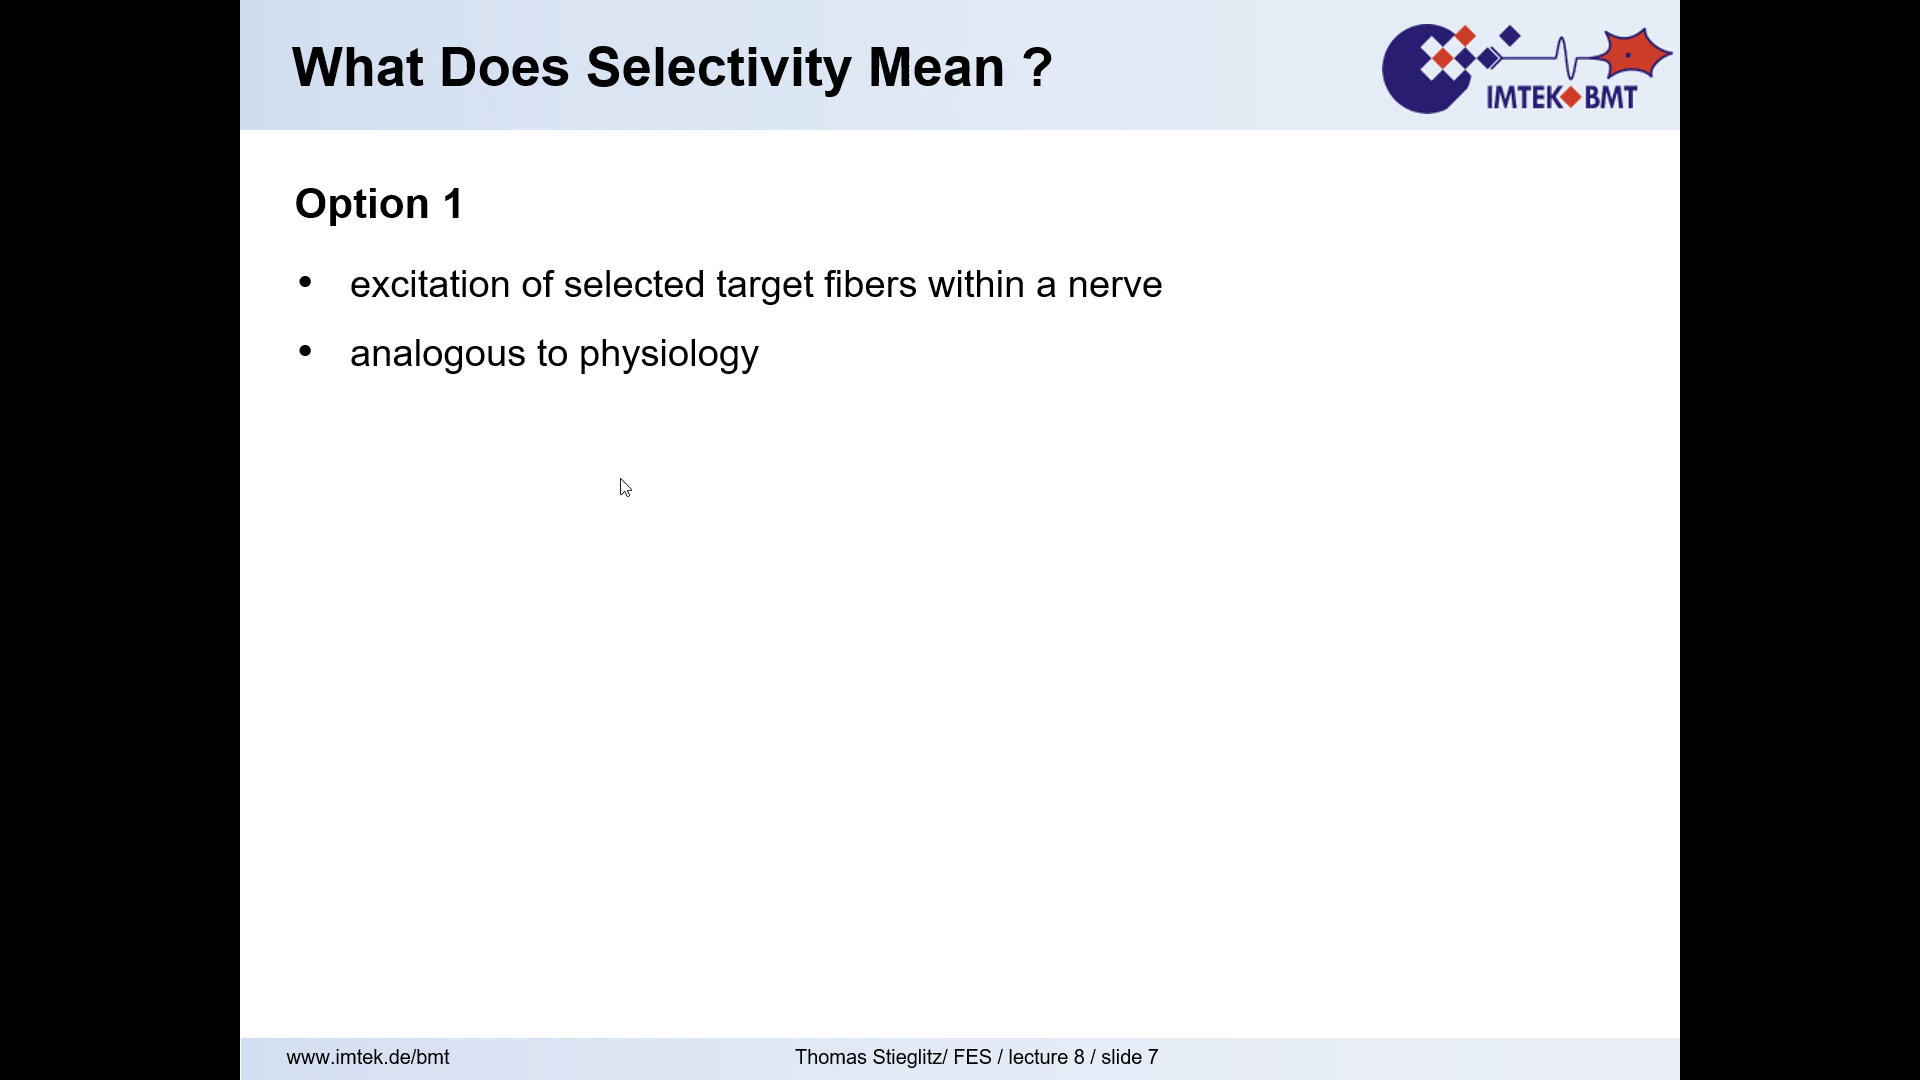 What Does Selectivity Mean ?
IMTEK BMT
Option 1
• excitation of selected target fibers within a nerve
• analogous to physiology
www.imtek.de/bmt
Thomas Stieglitz/ FES / lecture 8 / slide 7